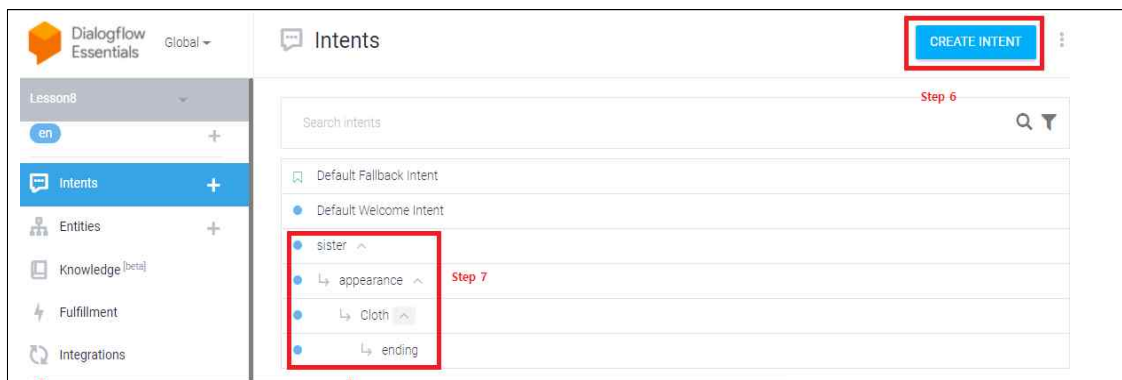 Dialogflow
Essentials
Global
Intents
CREATE INTENT
Step 6
Lesson8
en
Search intents
Intents
Default Fallback Intent
Default Welcome Intent
Entities
sister
Knowledge [beta]
appearance
Step 7
Fulfillment
Cloth
Integrations
ending